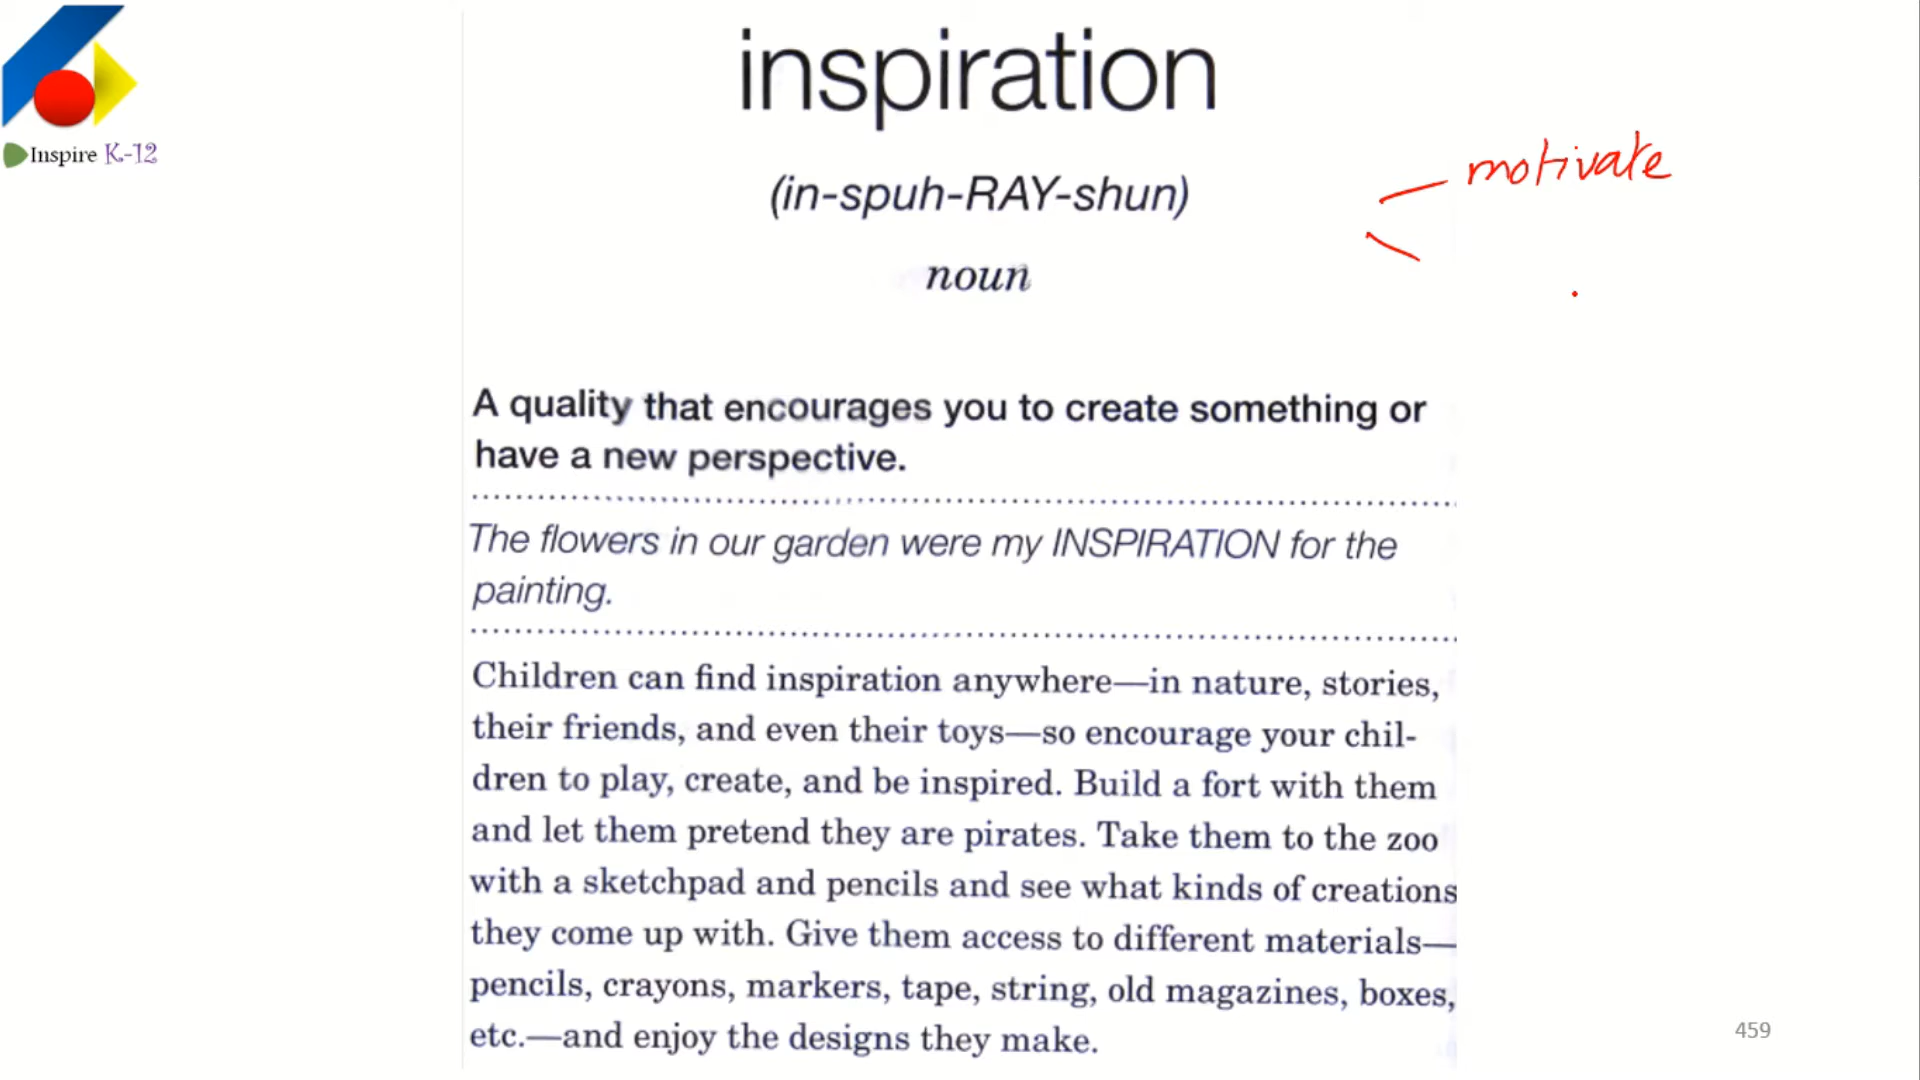 Inspire K-12
inspiration
(in-spuh-RAY-shun)
motivate
noun
A quality that encourages you to create something or
have a new perspective.
The flowers in our garden were my INSPIRATION for the
painting.
Children can find inspiration anywhere—in nature, stories,
their friends, and even their toys—so encourage your chil-
dren to play, create, and be inspired. Build a fort with them
and let them pretend they are pirates. Take them to the zoo
with a sketchpad and pencils and see what kinds of creations
they come up with. Give them access to different materials—
pencils, crayons, markers, tape, string, old magazines, boxes,
etc.—and enjoy the designs they make.
459